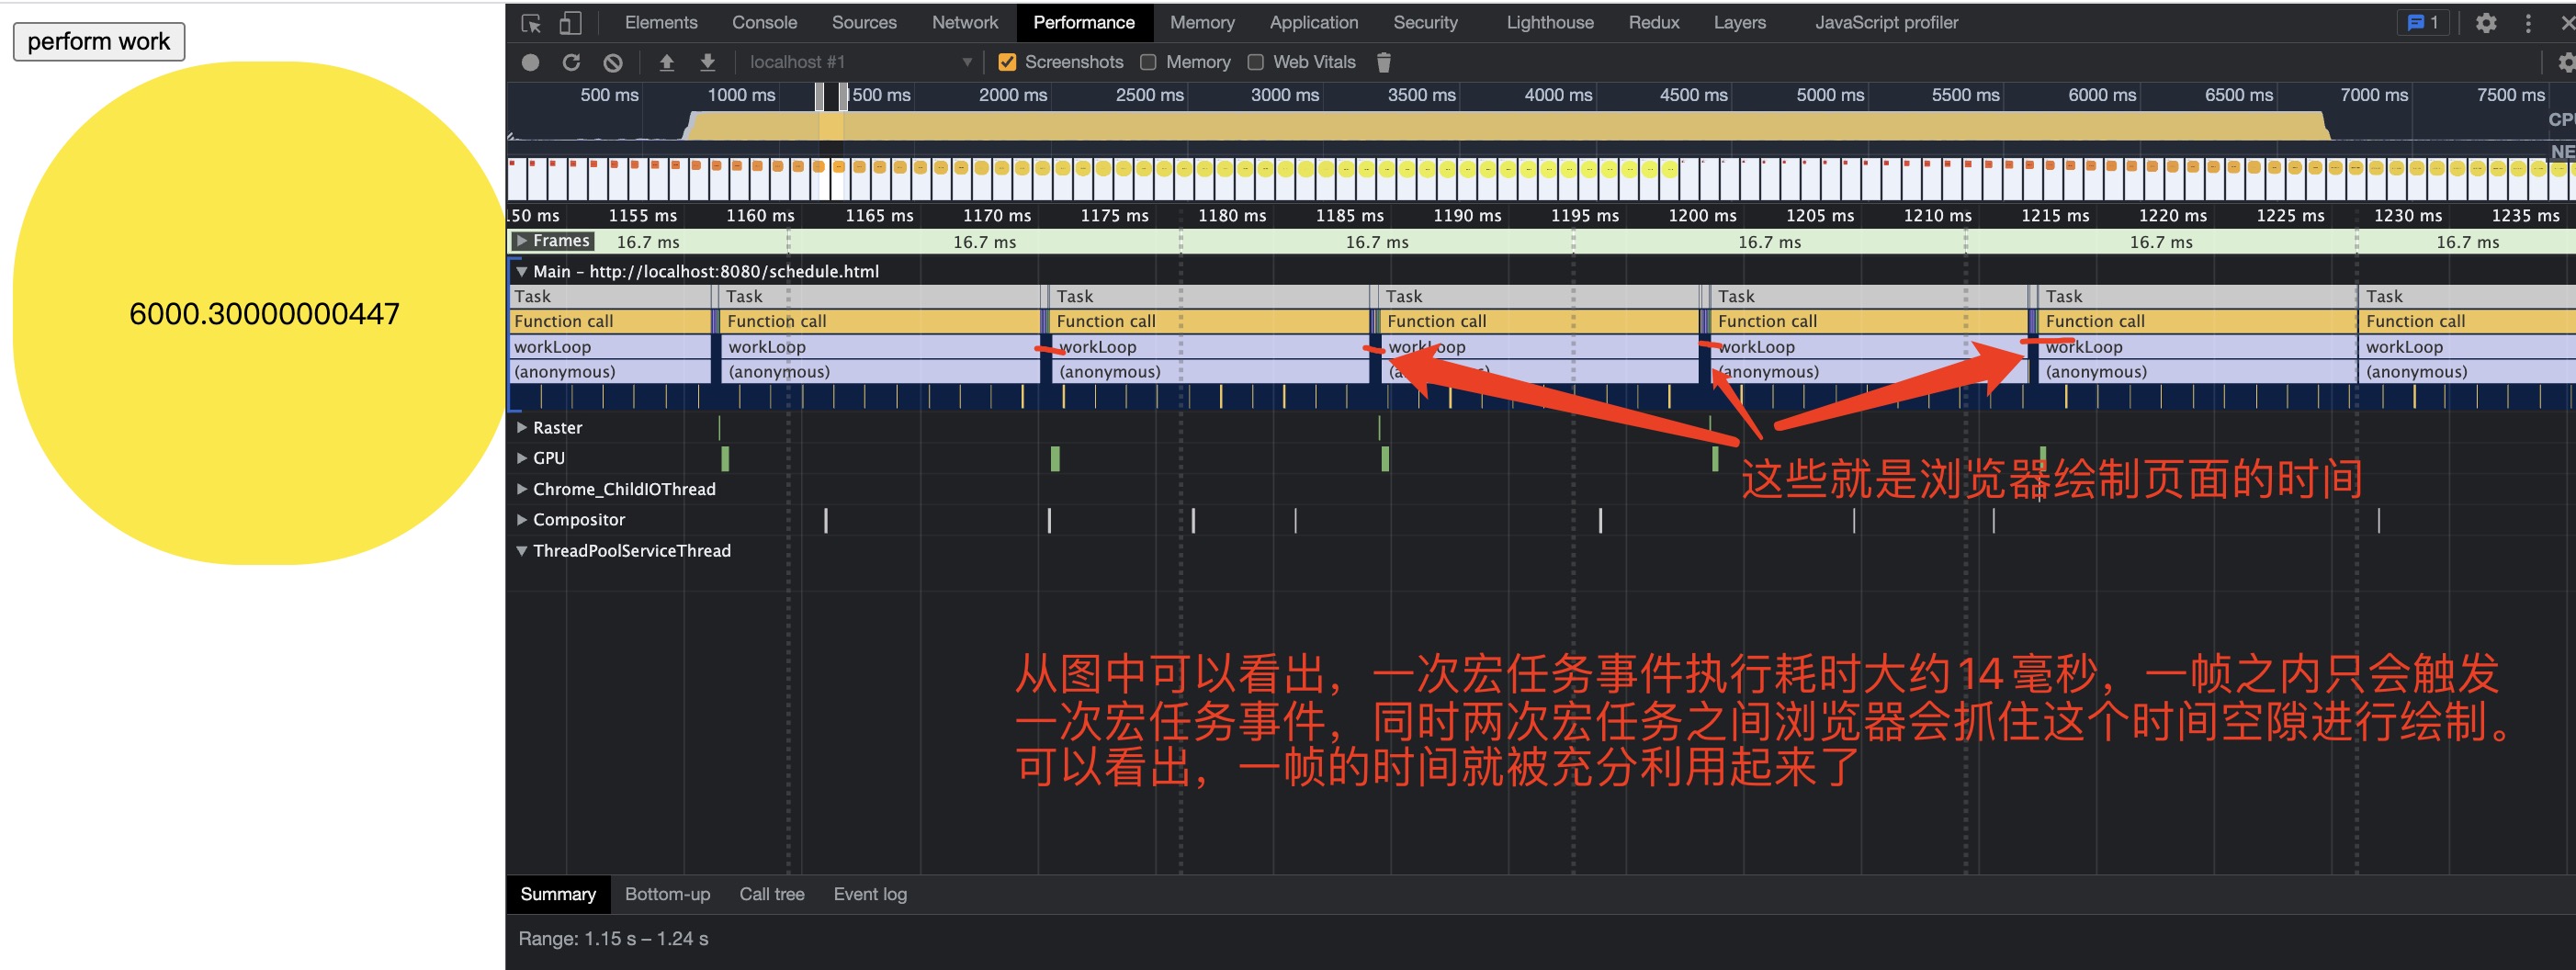 perform work
6000.30000000447
Elements Console Sources Network Performance Memory Application Security Lighthouse Redux Layers JavaScript profiler 1
localhost #1 Screenshots Memory Web Vitals
500 ms 1000 ms 1500 ms 2000 ms 2500 ms 3000 ms 3500 ms 4000 ms 4500 ms 5000 ms 5500 ms 6000 ms 6500 ms 7000 ms 7500 ms
CPU
NE
150 ms 1155 ms 1160 ms 1165 ms 1170 ms 1175 ms 1180 ms 1185 ms 1190 ms 1195 ms 1200 ms 1205 ms 1210 ms 1215 ms 1220 ms 1225 ms 1230 ms 1235 ms
Frames 16.7 ms 16.7 ms 16.7 ms 16.7 ms 16.7 ms 16.7 ms
Main – http://localhost:8080/schedule.html
Task Task Task Task Task Task Task
Function call Function call Function call Function call Function call Function call Function call
workLoop workLoop workLoop workLoop workLoop workLoop workLoop
(anonymous) (anonymous) (anonymous) (anonymous) (anonymous) (anonymous) (anonymous)
Raster
GPU
这些就是浏览器绘制页面的时间
Chrome_ChildIOThread
Compositor
ThreadPoolServiceThread
从图中可以看出，一次宏任务事件执行耗时大约14毫秒，一帧之内只会触发
一次宏任务事件，同时两次宏任务之间浏览器会抓住这个时间空隙进行绘制。
可以看出，一帧的时间就被充分利用起来了
Summary Bottom-up Call tree Event log
Range: 1.15 s – 1.24 s